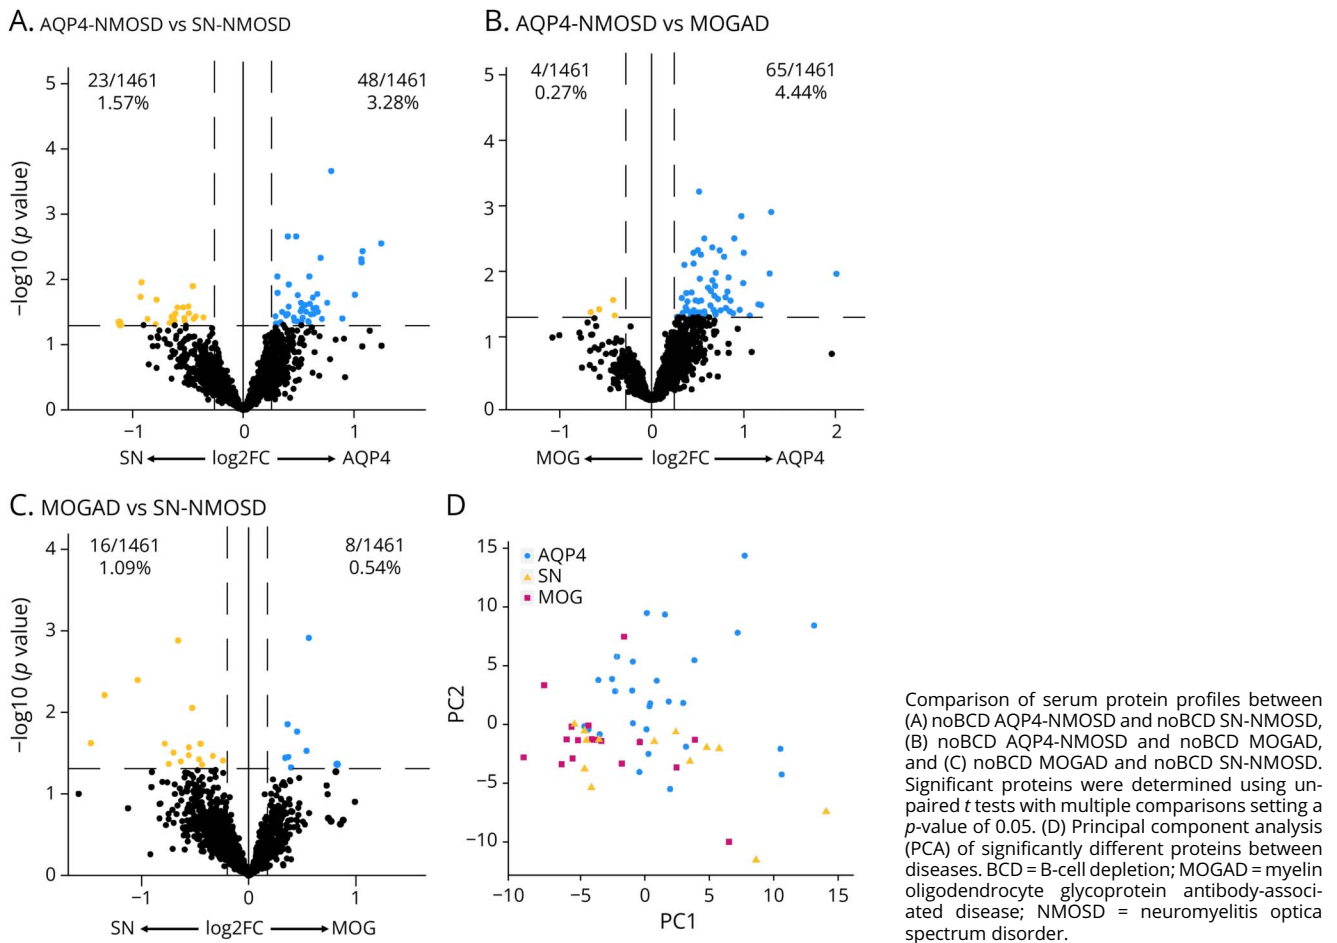 A. AQP4-NMOSD vs SN-NMOSD
23/1461
1.57%
48/1461
3.28%
−log10 (p value)
5
4
3
2
1
0
−1
0
1
SN
log2FC
AQP4
B. AQP4-NMOSD vs MOGAD
4/1461
0.27%
65/1461
4.44%
5
4
3
2
1
0
−1
0
1
2
MOG
log2FC
AQP4
C. MOGAD vs SN-NMOSD
16/1461
1.09%
8/1461
0.54%
−log10 (p value)
4
3
2
1
0
−1
0
1
SN
log2FC
MOG
D
AQP4
SN
MOG
PC2
15
10
5
0
−5
−10
−10
−5
0
5
10
15
PC1
Comparison of serum protein profiles between
(A) noBCD AQP4-NMOSD and noBCD SN-NMOSD,
(B) noBCD AQP4-NMOSD and noBCD MOGAD,
and (C) noBCD MOGAD and noBCD SN-NMOSD.
Significant proteins were determined using un-
paired t tests with multiple comparisons setting a
p-value of 0.05. (D) Principal component analysis
(PCA) of significantly different proteins between
diseases. BCD = B-cell depletion; MOGAD = myelin
oligodendrocyte glycoprotein antibody-associ-
ated disease; NMOSD = neuromyelitis optica
spectrum disorder.